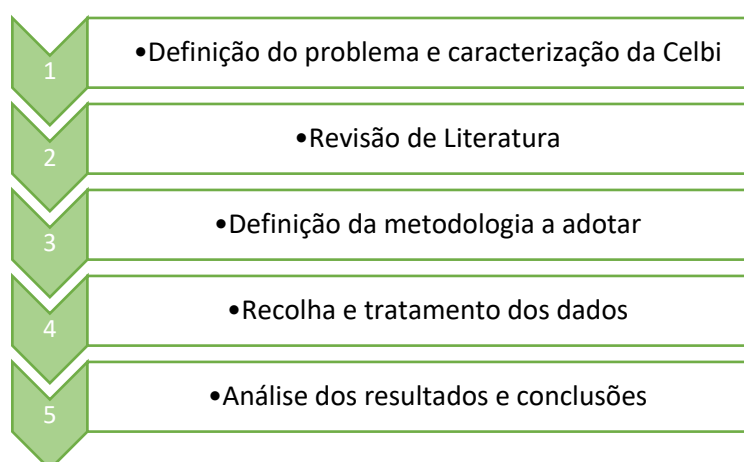 1
•Definição do problema e caracterização da Celbi
2
•Revisão de Literatura
3
•Definição da metodologia a adotar
4
•Recolha e tratamento dos dados
5
•Análise dos resultados e conclusões